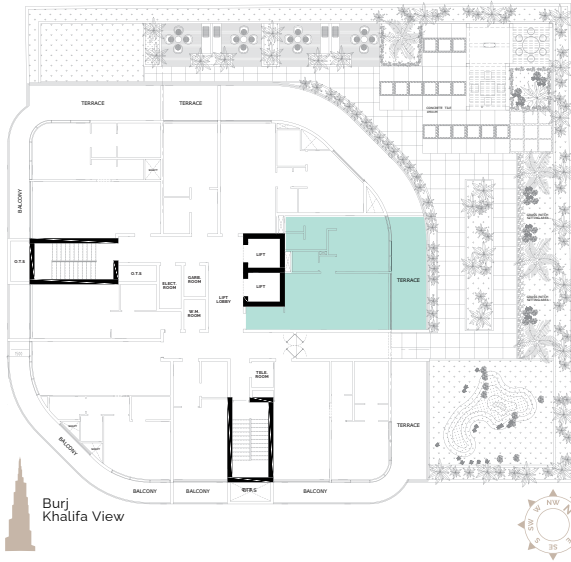 TERRACE
TERRACE
BALCONY
O.T.S
O.T.S
ELECT.
ROOM
GARB.
ROOM
W.M.
ROOM
LIFT
LIFT
LIFT
LOBBY
TERRACE
TELE.
ROOM
TERRACE
BALCONY
BALCONY
BALCONY
BALCONY
Burj
Khalifa View
NW
N
W
SW
S
SE
E